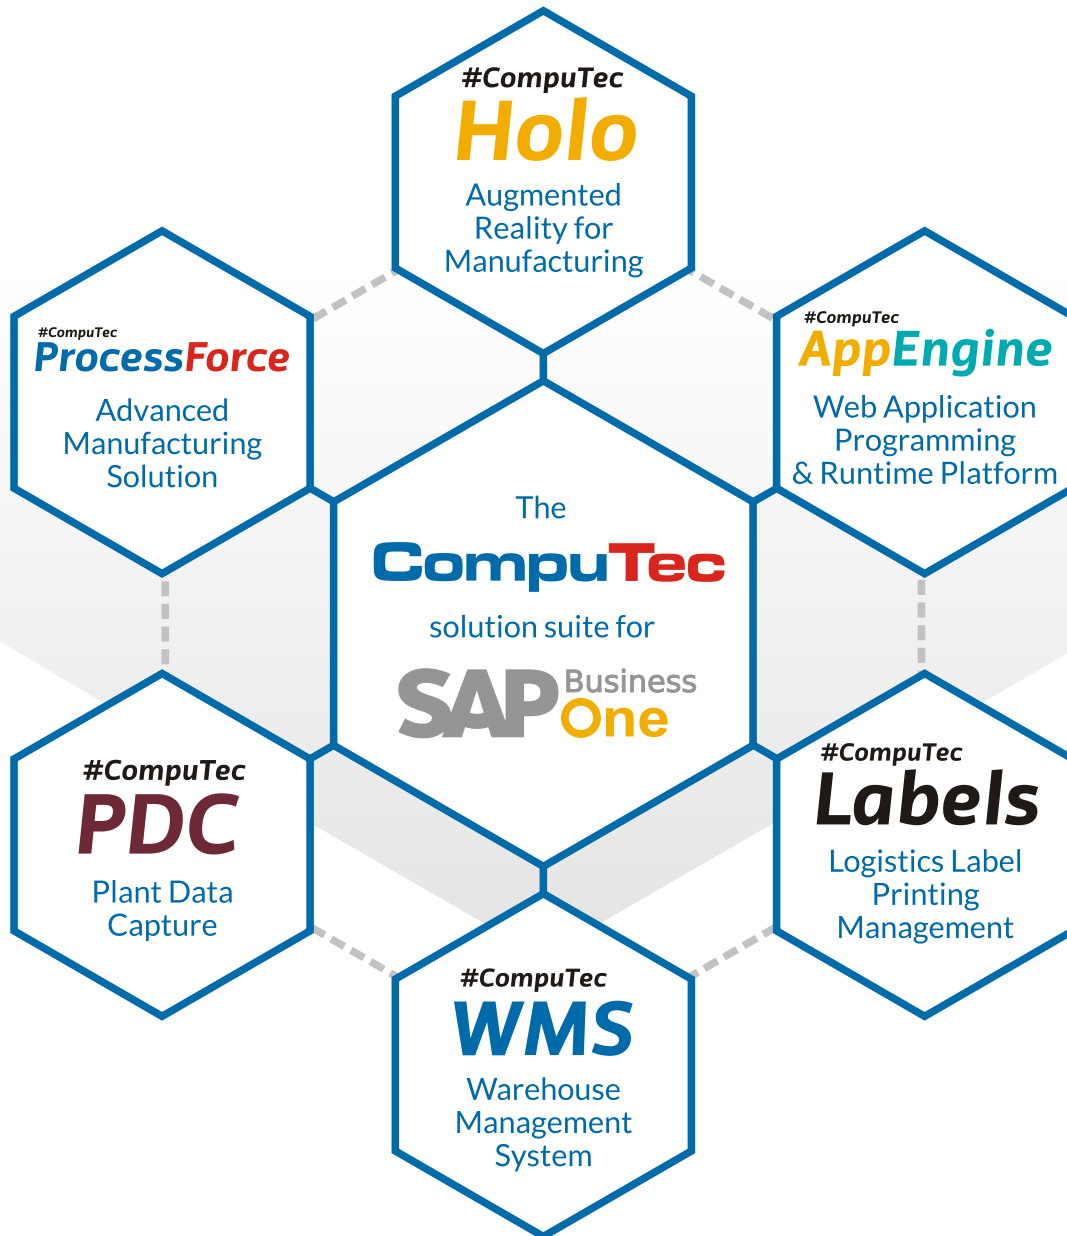 #CompuTec
Holo
Augmented
Reality for
Manufacturing
#CompuTec
ProcessForce
Advanced
Manufacturing
Solution
#CompuTec
AppEngine
Web Application
Programming
& Runtime Platform
The
CompuTec
solution suite for
SAP Business
One
#CompuTec
PDC
Plant Data
Capture
#CompuTec
Labels
Logistics Label
Printing
Management
#CompuTec
WMS
Warehouse
Management
System